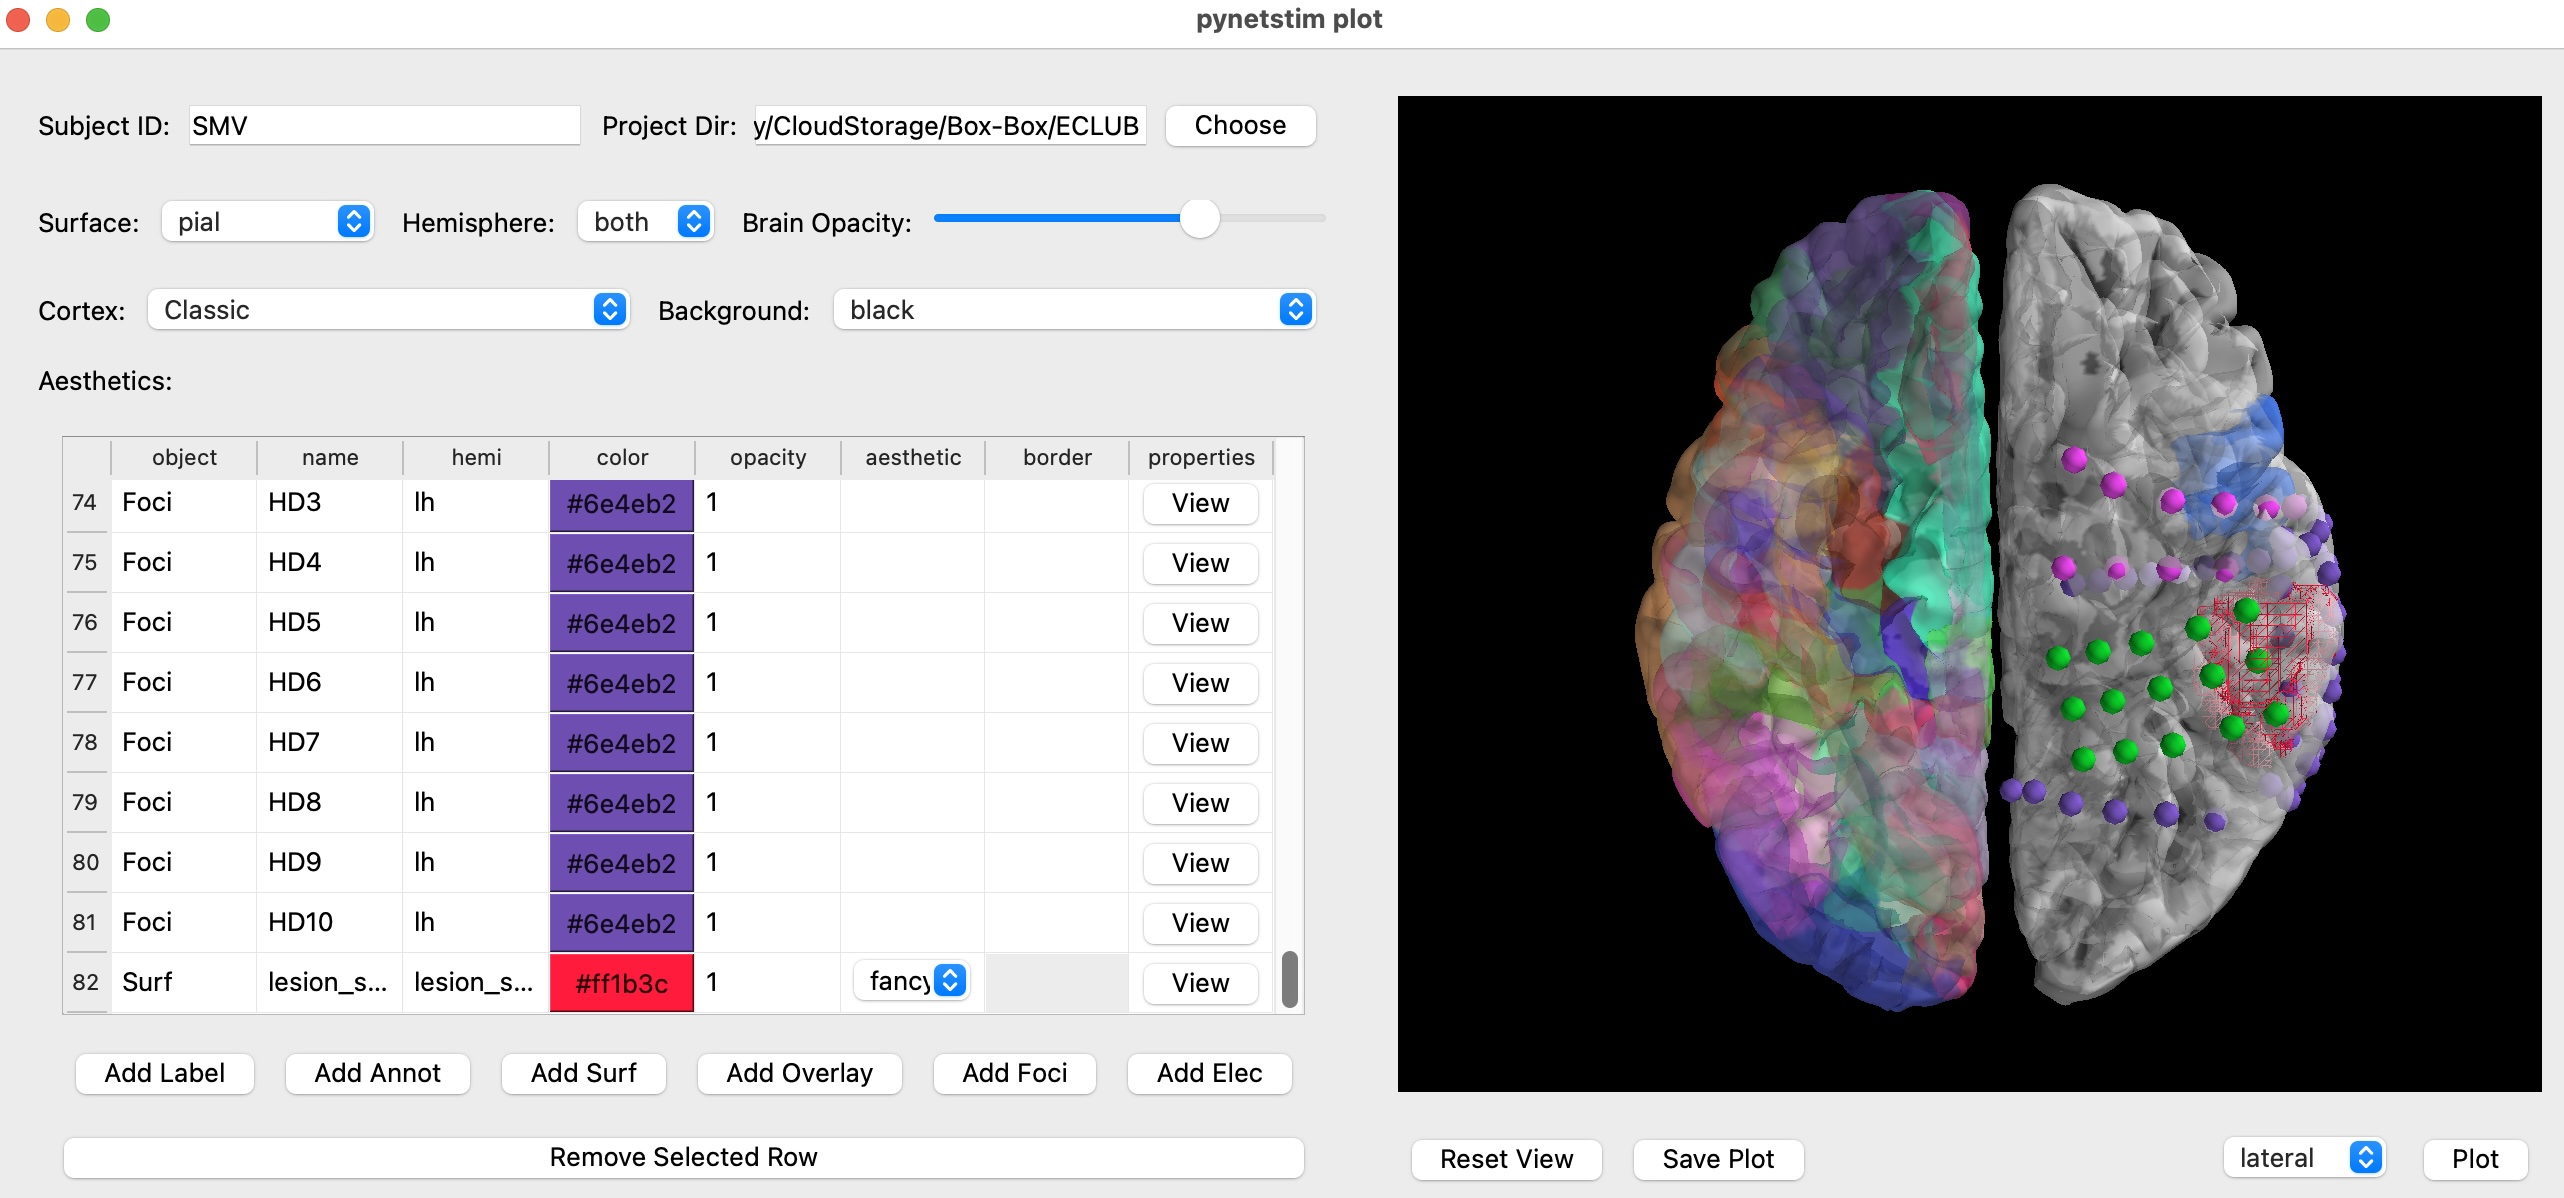 pynetstim plot
Subject ID: SMV Project Dir: y/CloudStorage/Box-Box/ECLUB Choose
Surface: pial Hemisphere: both Brain Opacity:
Cortex: Classic Background: black
Aesthetics:
object name hemi color opacity aesthetic border properties
74 Foci HD3 lh #6e4eb2 1 View
75 Foci HD4 lh #6e4eb2 1 View
76 Foci HD5 lh #6e4eb2 1 View
77 Foci HD6 lh #6e4eb2 1 View
78 Foci HD7 lh #6e4eb2 1 View
79 Foci HD8 lh #6e4eb2 1 View
80 Foci HD9 lh #6e4eb2 1 View
81 Foci HD10 lh #6e4eb2 1 View
82 Surf lesion_s... lesion_s... #ff1b3c 1 fancy View
Add Label Add Annot Add Surf Add Overlay Add Foci Add Elec
Remove Selected Row
Reset View Save Plot lateral Plot